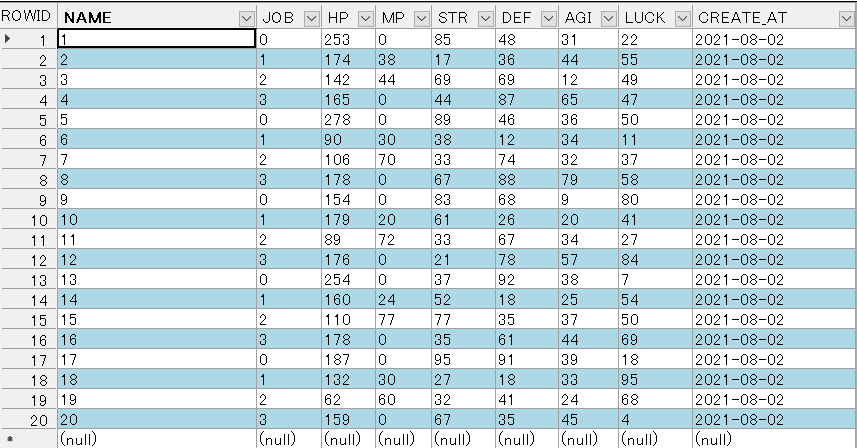 ROWID NAME JOB HP MP STR DEF AGI LUCK CREATE_AT
1 1 0 253 0 85 48 31 22 2021-08-02
2 2 1 174 38 17 36 44 55 2021-08-02
3 3 2 142 44 69 69 12 49 2021-08-02
4 4 3 165 0 44 87 65 47 2021-08-02
5 5 0 278 0 89 46 36 50 2021-08-02
6 6 1 90 30 38 12 34 11 2021-08-02
7 7 2 106 70 33 74 32 37 2021-08-02
8 8 3 178 0 67 88 79 58 2021-08-02
9 9 0 154 0 83 68 9 80 2021-08-02
10 10 1 179 20 61 26 20 41 2021-08-02
11 11 2 89 72 33 67 34 27 2021-08-02
12 12 3 176 0 21 78 57 84 2021-08-02
13 13 0 254 0 37 92 38 7 2021-08-02
14 14 1 160 24 52 18 25 54 2021-08-02
15 15 2 110 77 77 35 37 50 2021-08-02
16 16 3 178 0 35 61 44 69 2021-08-02
17 17 0 187 0 95 91 39 18 2021-08-02
18 18 1 132 30 27 18 33 95 2021-08-02
19 19 2 62 60 32 41 24 68 2021-08-02
20 20 3 159 0 67 35 45 4 2021-08-02
* (null) (null) (null) (null) (null) (null) (null) (null) (null)